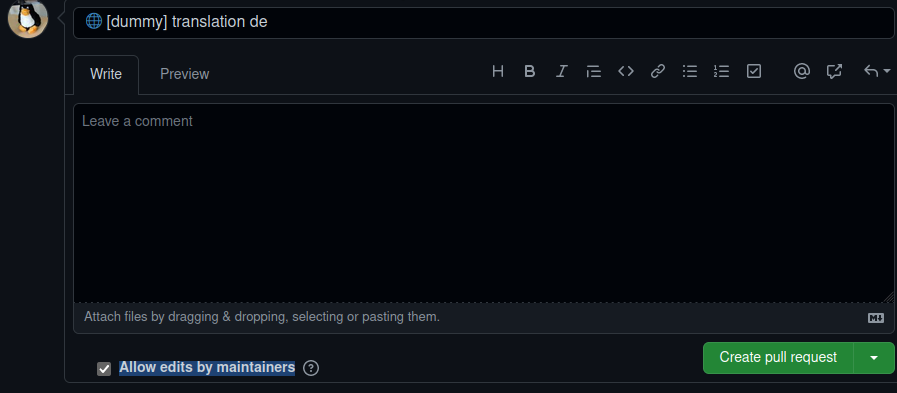 🌐 [dummy] translation de
Write Preview
Leave a comment
Attach files by dragging & dropping, selecting or pasting them.
Allow edits by maintainers
Create pull request